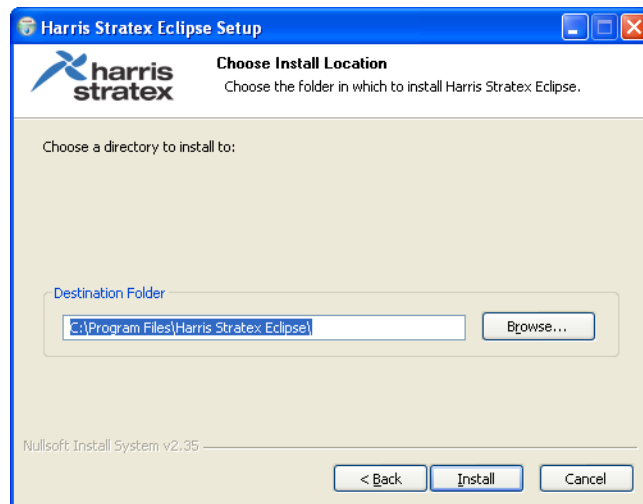 Harris Stratex Eclipse Setup
harris
stratex
Choose Install Location
Choose the folder in which to install Harris Stratex Eclipse.
Choose a directory to install to:
Destination Folder
C:\Program Files\Harris Stratex Eclipse\
Browse...
Nullsoft Install System v2.35
< Back
Install
Cancel